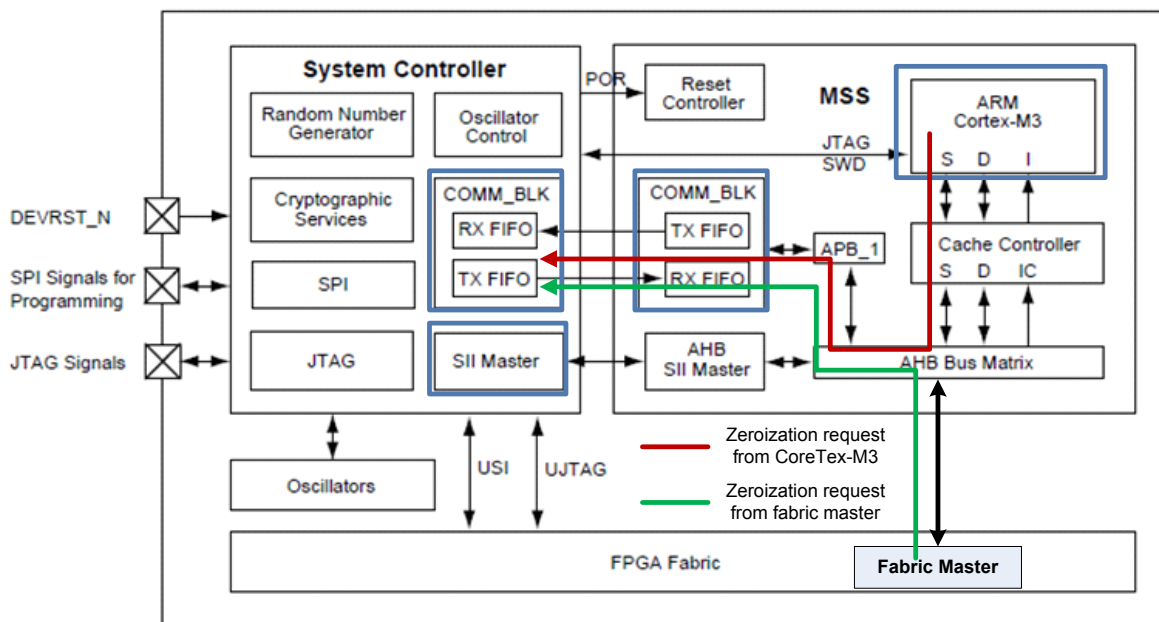 System Controller
Random Number
Generator
Oscillator
Control
Cryptographic
Services
COMM_BLK
RX FIFO
TX FIFO
SPI
JTAG
SII Master
DEVRST_N
SPI Signals for
Programming
JTAG Signals
POR
Reset
Controller
MSS
ARM
Cortex-M3
S D I
JTAG
SWD
COMM_BLK
TX FIFO
RX FIFO
APB_1
Cache Controller
S D IC
AHB
SII Master
AHB Bus Matrix
Oscillators
USI
UJTAG
Zeroization request
from CoreTex-M3
Zeroization request
from fabric master
FPGA Fabric
Fabric Master